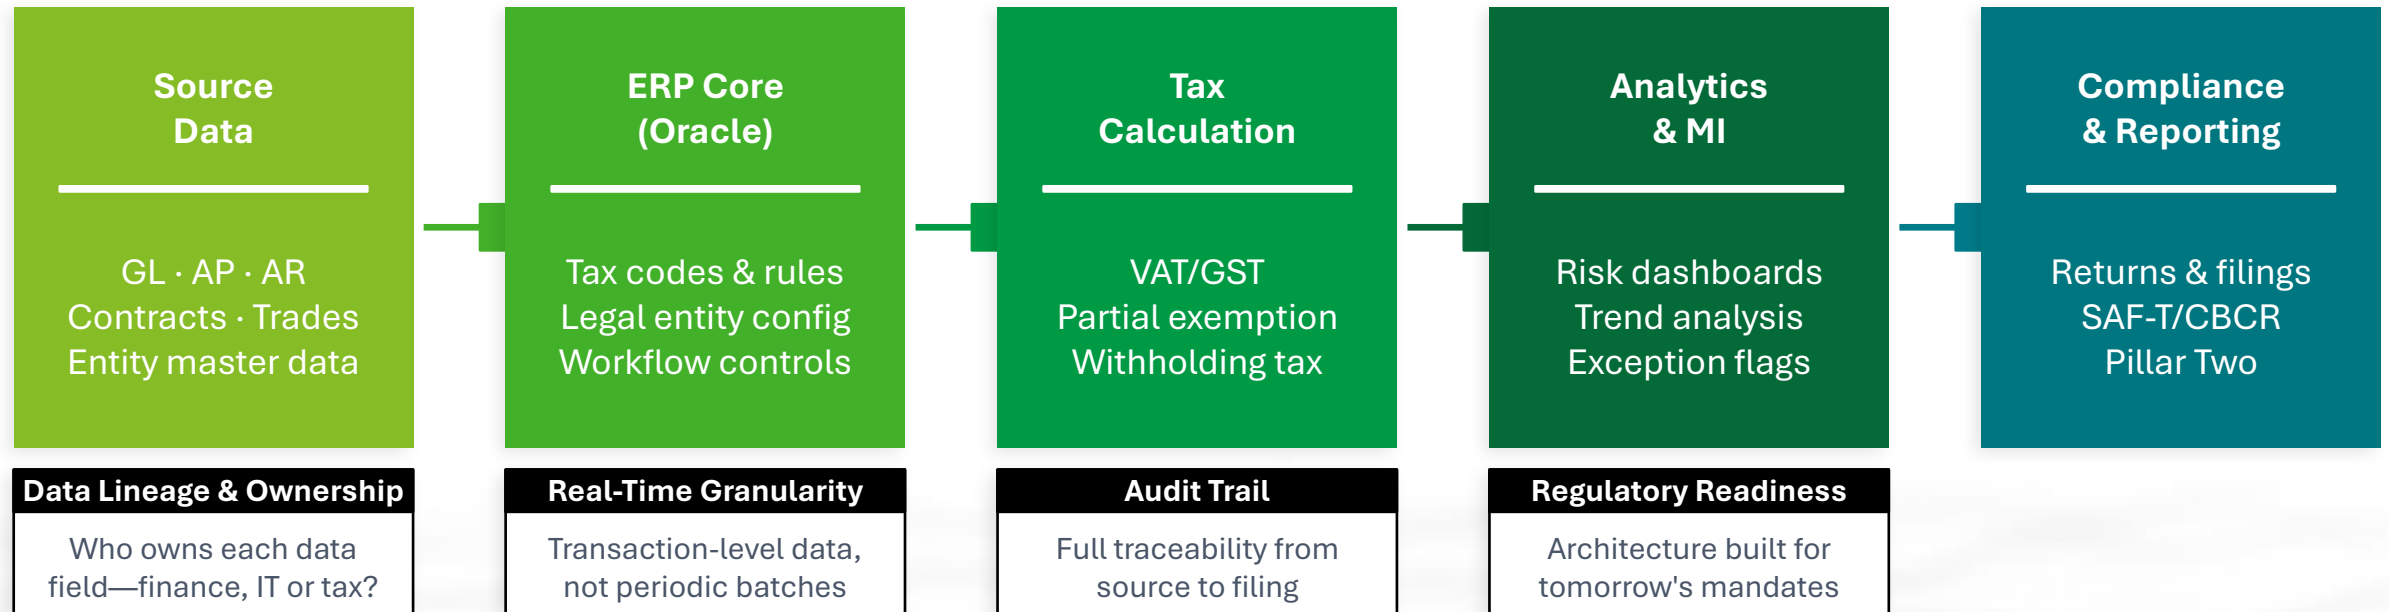 Source
Data
GL · AP · AR
Contracts · Trades
Entity master data
ERP Core
(Oracle)
Tax codes & rules
Legal entity config
Workflow controls
Tax
Calculation
VAT/GST
Partial exemption
Withholding tax
Analytics
& MI
Risk dashboards
Trend analysis
Exception flags
Compliance
& Reporting
Returns & filings
SAF-T/CBCR
Pillar Two
Data Lineage & Ownership
Who owns each data
field—finance, IT or tax?
Real-Time Granularity
Transaction-level data,
not periodic batches
Audit Trail
Full traceability from
source to filing
Regulatory Readiness
Architecture built for
tomorrow's mandates